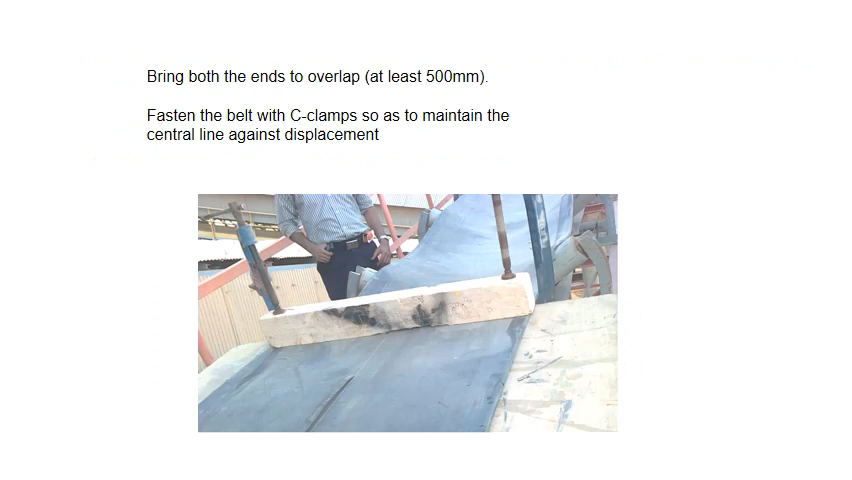 Bring both the ends to overlap (at least 500mm).
Fasten the belt with C-clamps so as to maintain the
central line against displacement